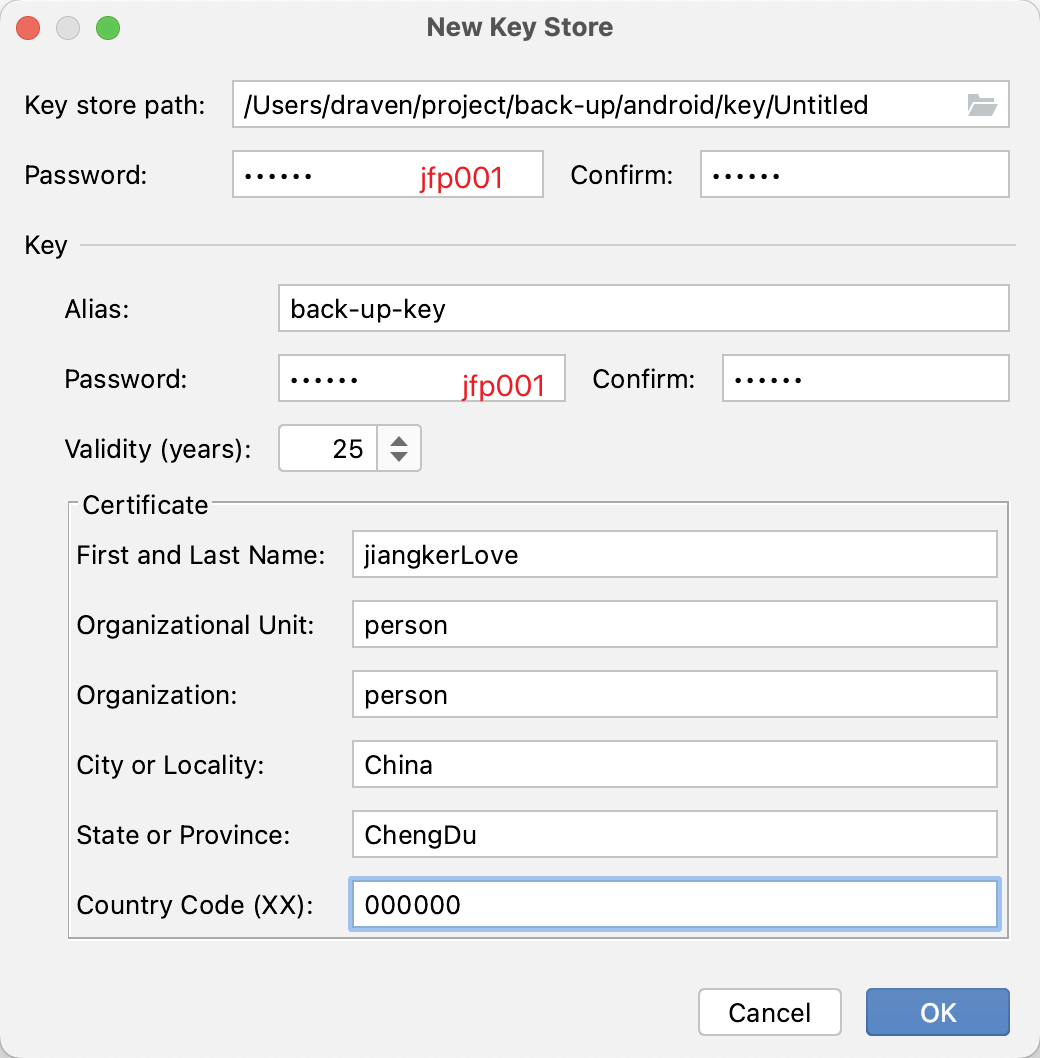 New Key Store
Key store path: /Users/draven/project/back-up/android/key/Untitled
Password: •••••• jfp001 Confirm: ••••••
Key
Alias: back-up-key
Password: •••••• jfp001 Confirm: ••••••
Validity (years): 25
Certificate
First and Last Name: jiangkerLove
Organizational Unit: person
Organization: person
City or Locality: China
State or Province: ChengDu
Country Code (XX): 000000
Cancel OK